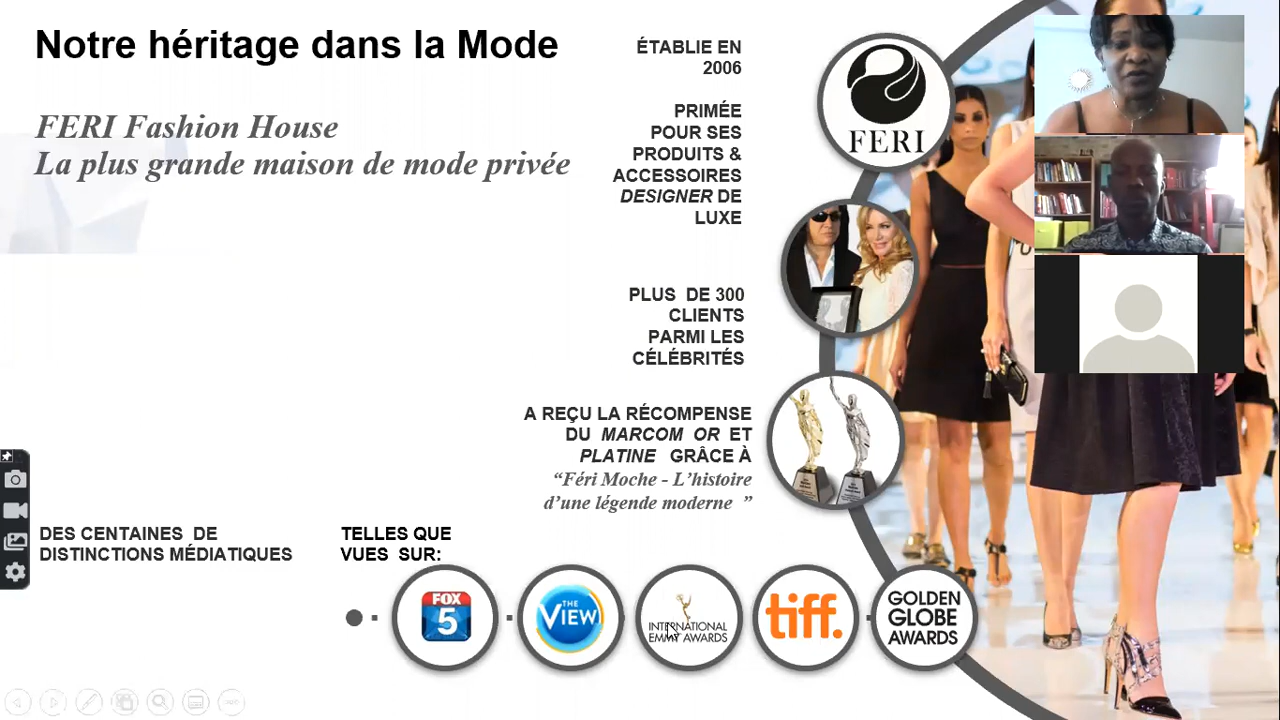 Notre héritage dans la Mode
FERI Fashion House
La plus grande maison de mode privée
ÉTABLIE EN
2006
PRIMÉE
POUR SES
PRODUITS &
ACCESSOIRES
DESIGNER DE
LUXE
PLUS DE 300
CLIENTS
PARMI LES
CÉLÉBRITÉS
A REÇU LA RÉCOMPENSE
DU MARCOM OR ET
PLATINE GRÂCE À
“Féri Moche - L’histoire
d’une légende moderne ”
FERI
DES CENTAINES DE
DISTINCTIONS MÉDIATIQUES
TELLES QUE
VUES SUR:
FOX
5
THE
VIEW
INTERNATIONAL
EMMY AWARDS
tiff.
GOLDEN
GLOBE
AWARDS